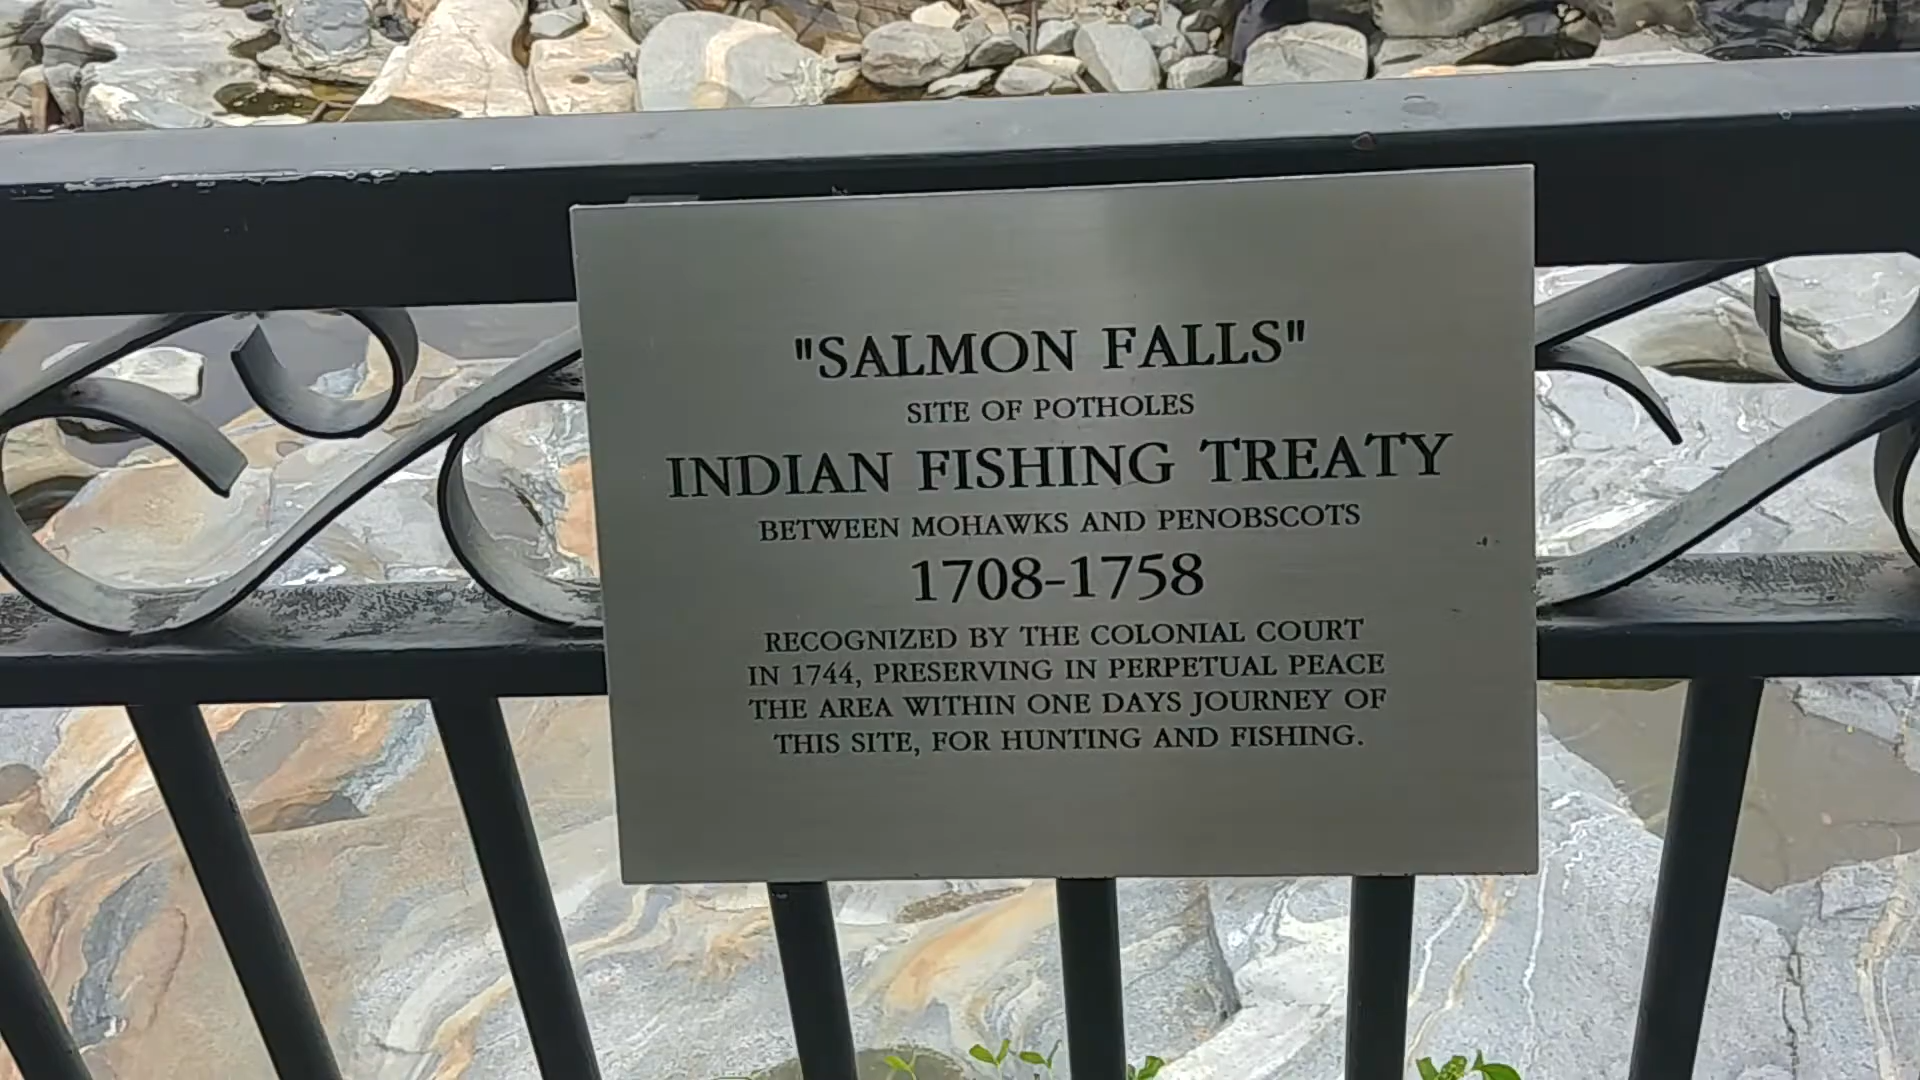 "SALMON FALLS"
SITE OF POTHOLES
INDIAN FISHING TREATY
BETWEEN MOHAWKS AND PENOBSCOTS
1708-1758
RECOGNIZED BY THE COLONIAL COURT
IN 1744, PRESERVING IN PERPETUAL PEACE
THE AREA WITHIN ONE DAYS JOURNEY OF
THIS SITE, FOR HUNTING AND FISHING.